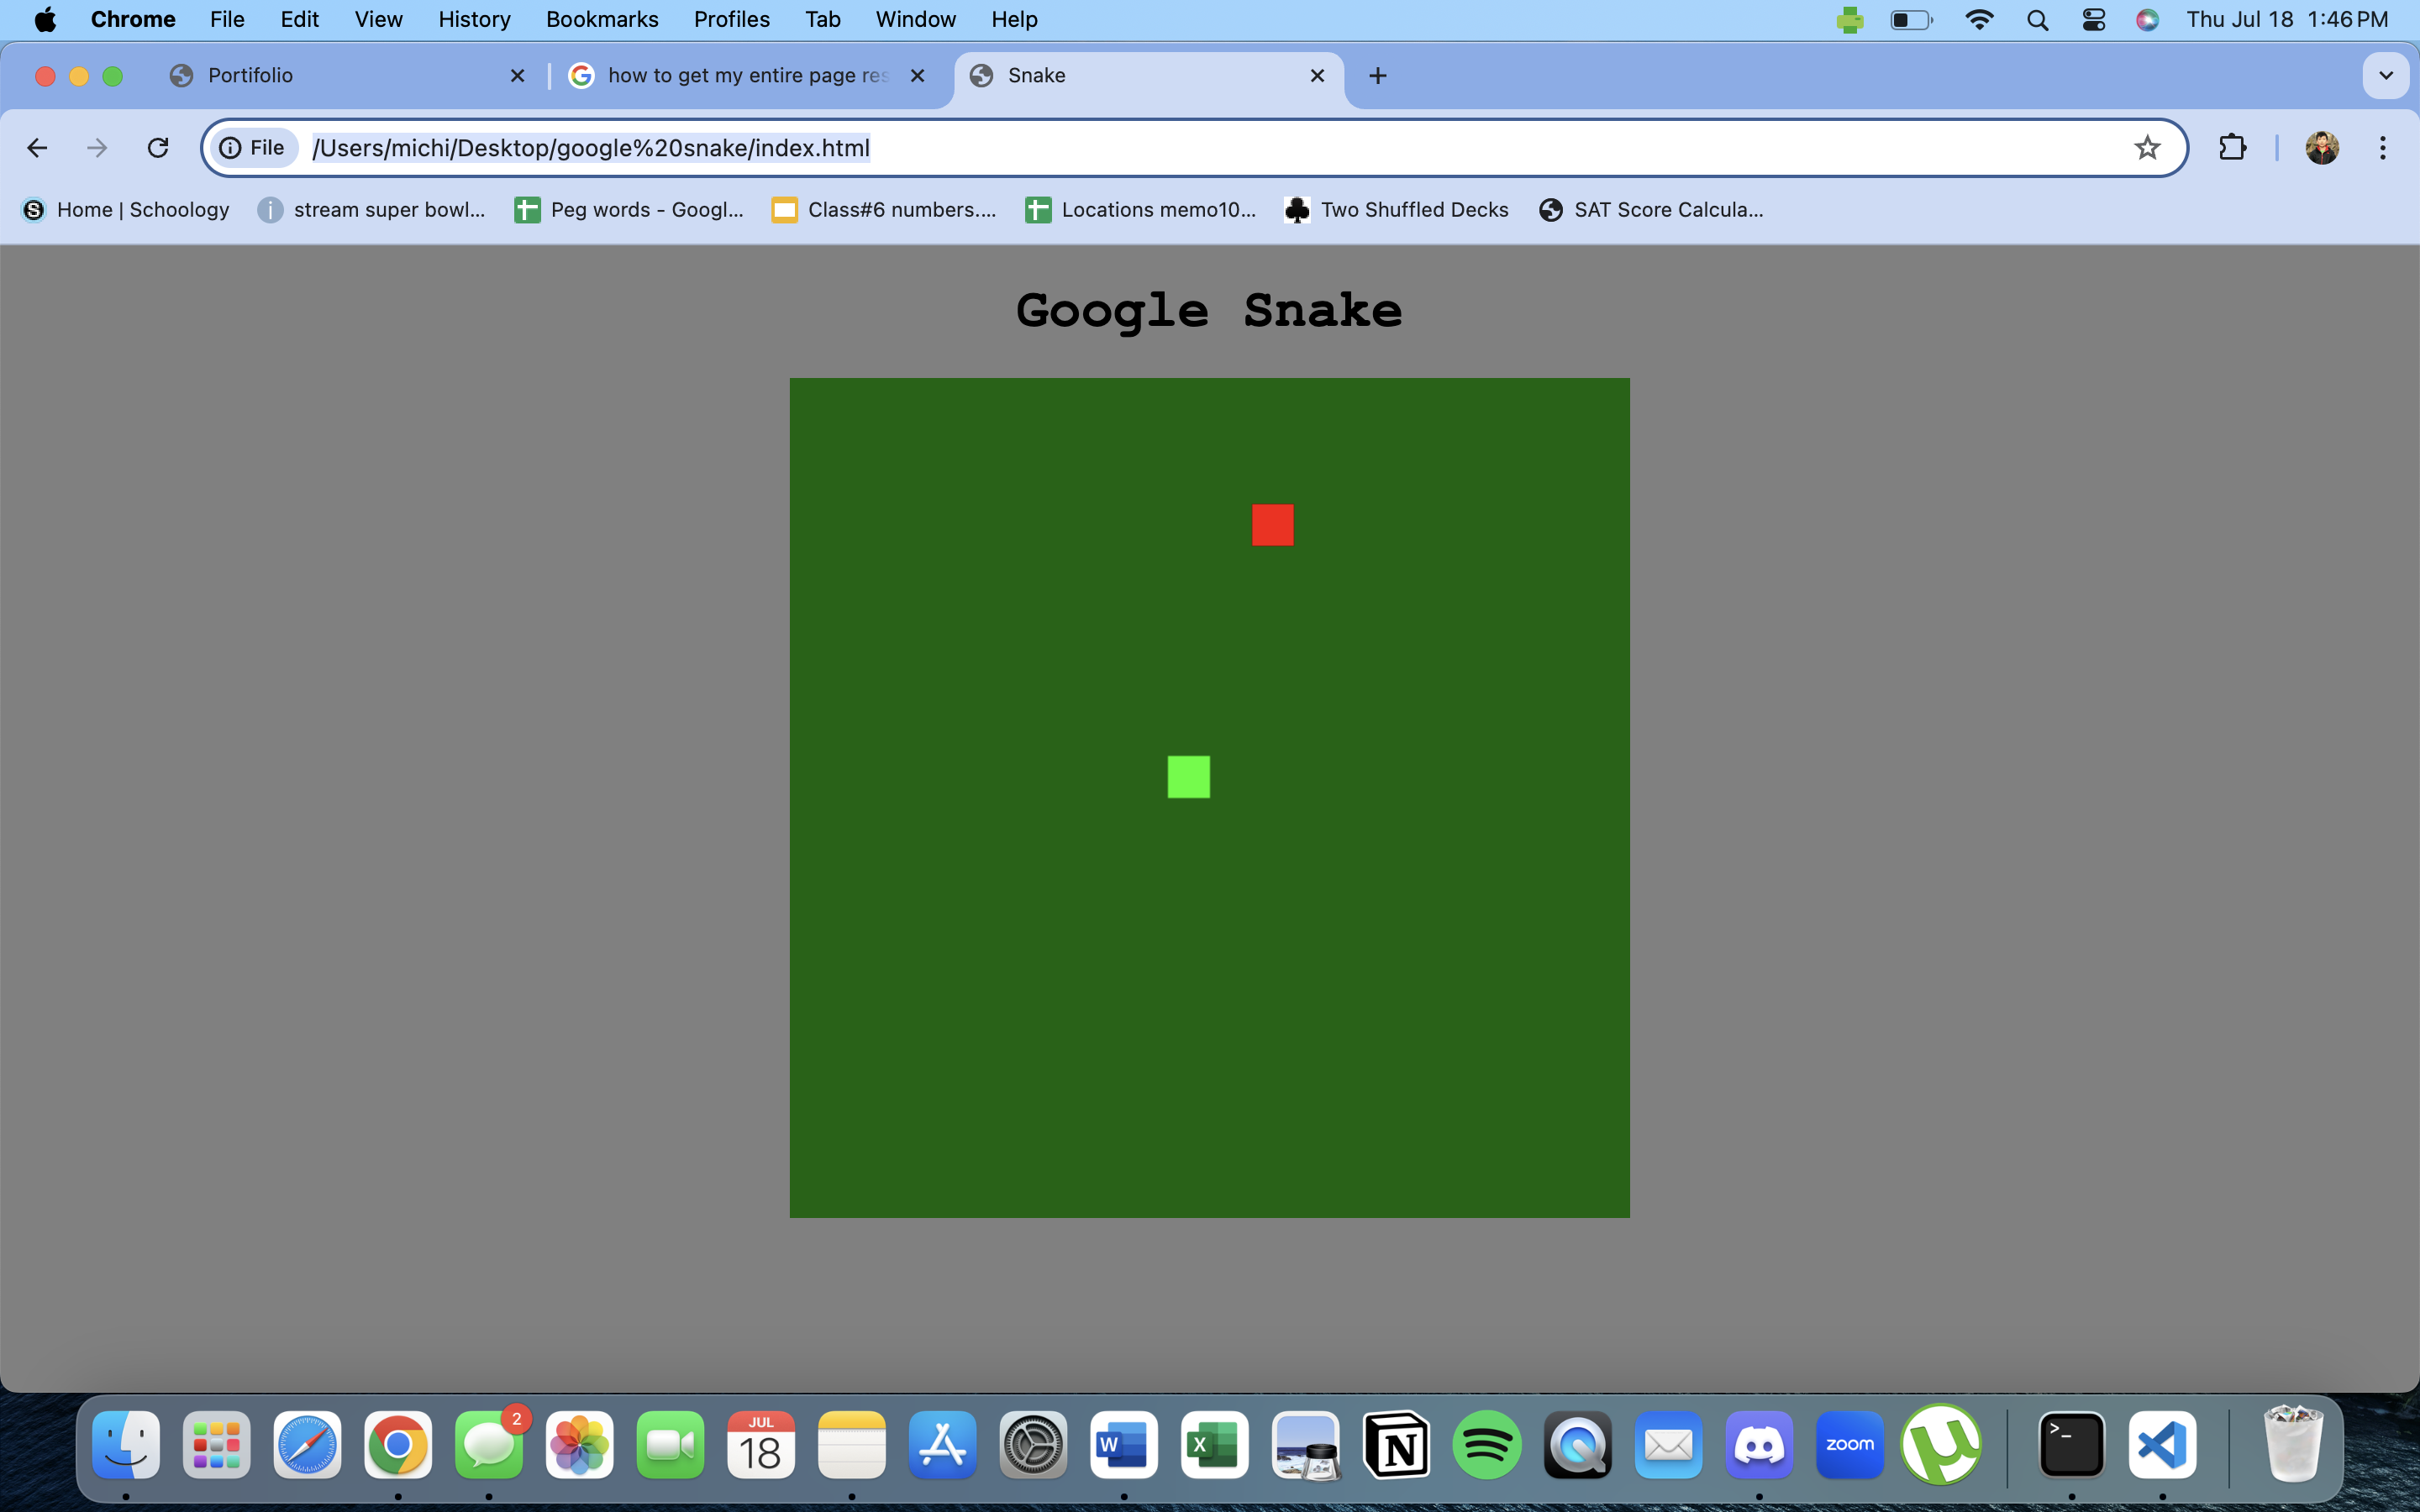 Chrome File Edit View History Bookmarks Profiles Tab Window Help Thu Jul 18 1:46 PM
Portifolio how to get my entire page res Snake
File /Users/michi/Desktop/google%20snake/index.html
Home | Schoology stream super bowl... Peg words - Googl... Class#6 numbers.... Locations memo10... Two Shuffled Decks SAT Score Calcula...
Google Snake
2
JUL
18
W
X
N
zoom
µ
>_